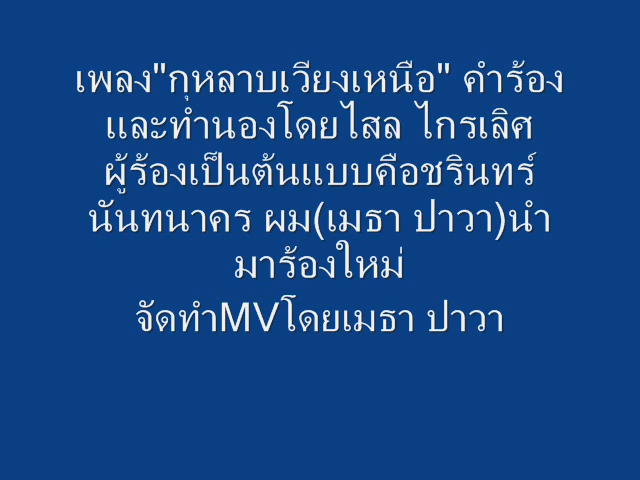 เพลง"กุหลาบเวียงเหนือ" คำร้อง
และทำนองโดยไสล ไกรเลิศ
ผู้ร้องเป็นต้นแบบคือชรินทร์
นันทนาคร ผม(เมธา ปาวา)นำ
มาร้องใหม่
จัดทำMVโดยเมธา ปาวา